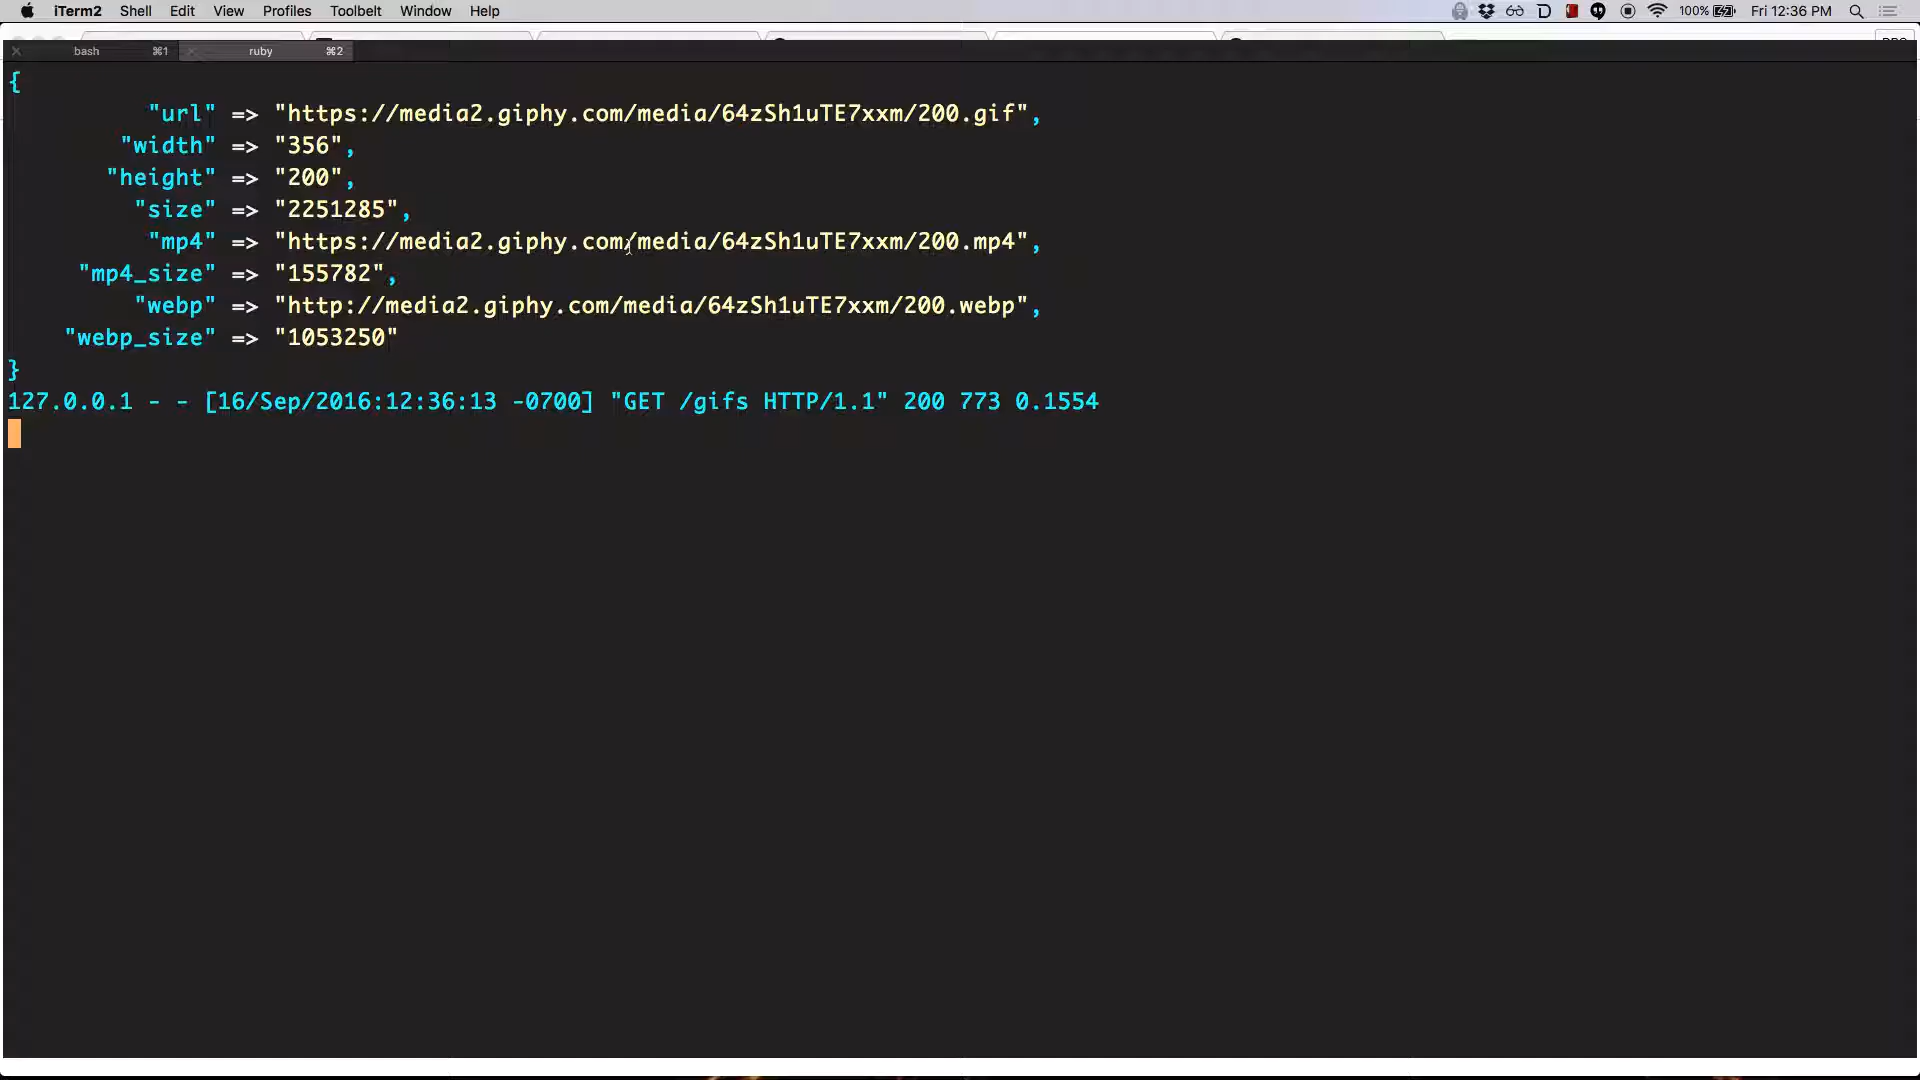 iTerm2 Shell Edit View Profiles Toolbelt Window Help 100% Fri 12:36 PM
bash ⌘1 ruby ⌘2
{
"url" => "https://media2.giphy.com/media/64zSh1uTE7xxm/200.gif",
"width" => "356",
"height" => "200",
"size" => "2251285",
"mp4" => "https://media2.giphy.com/media/64zSh1uTE7xxm/200.mp4",
"mp4_size" => "155782",
"webp" => "http://media2.giphy.com/media/64zSh1uTE7xxm/200.webp",
"webp_size" => "1053250"
}
127.0.0.1 - - [16/Sep/2016:12:36:13 -0700] "GET /gifs HTTP/1.1" 200 773 0.1554